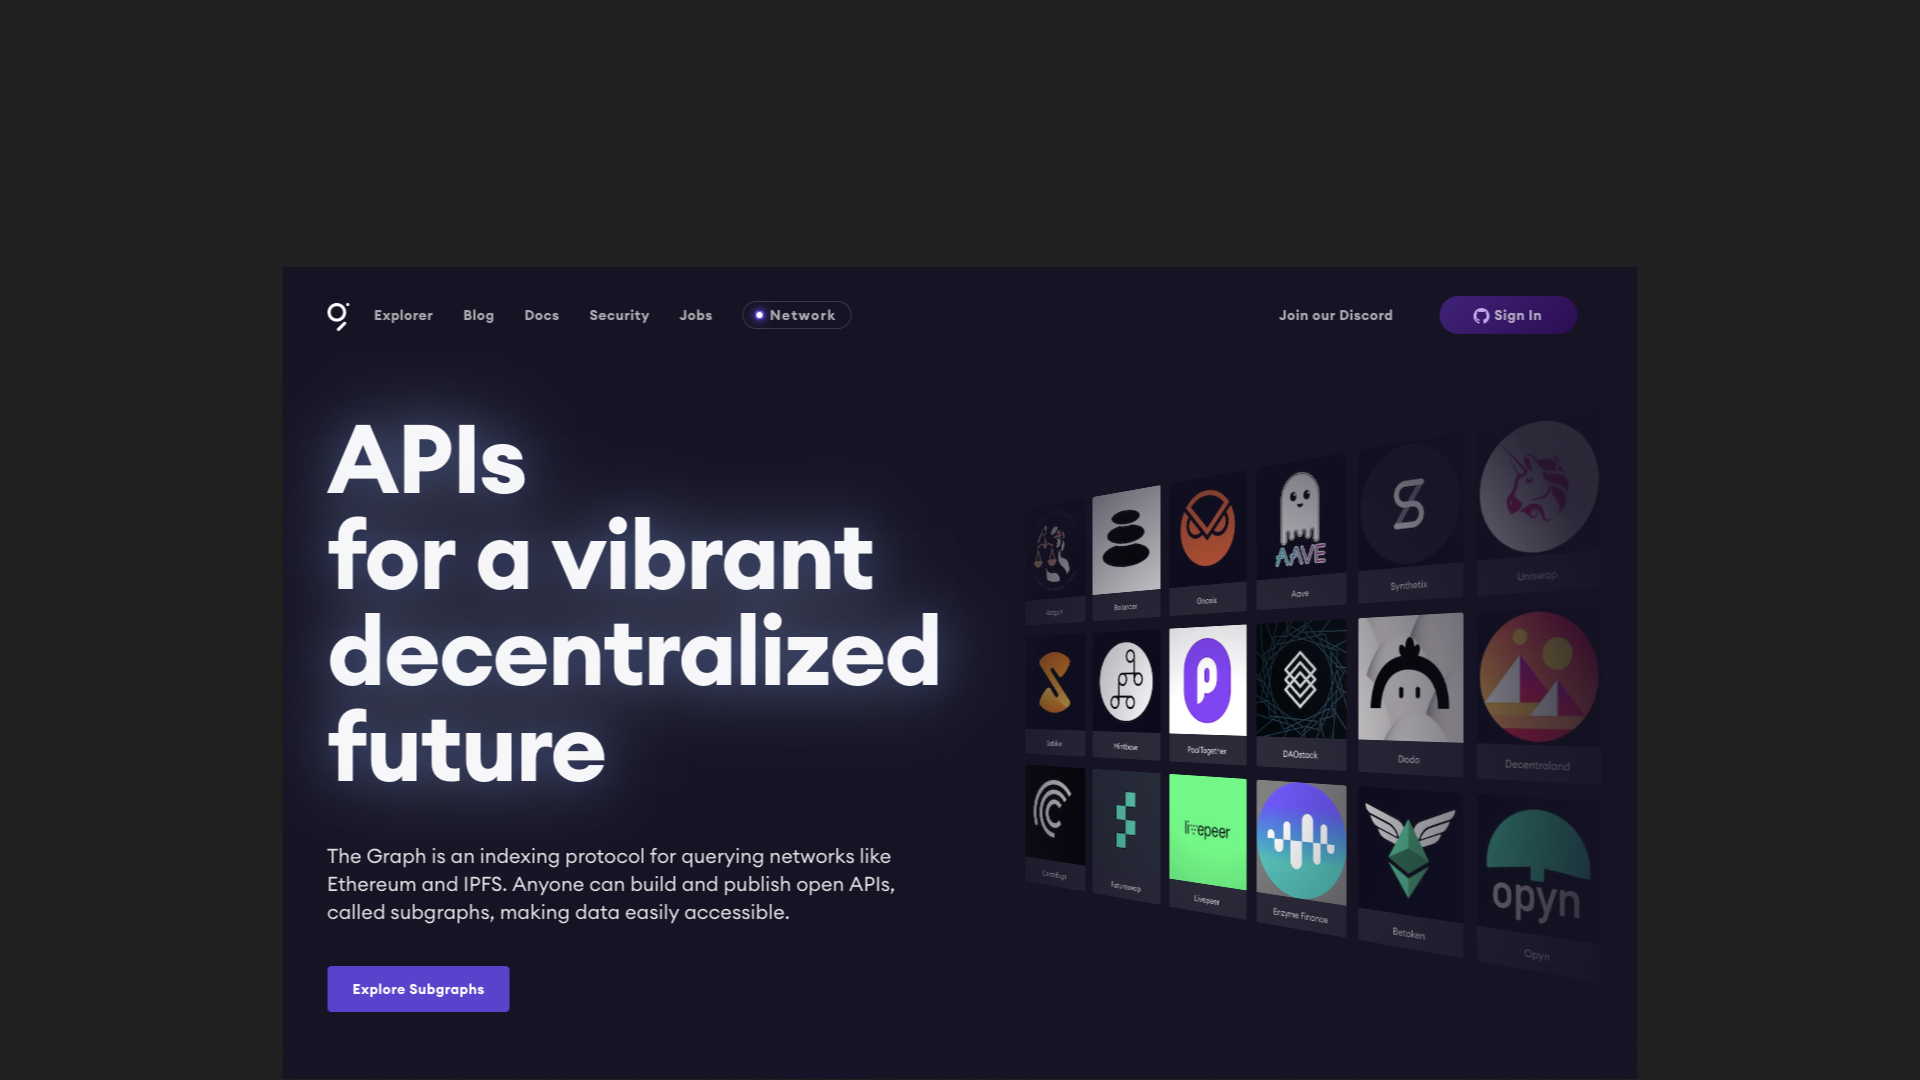 Explorer Blog Docs Security Jobs Network Join our Discord Sign In
APIs
for a vibrant
decentralized
future
The Graph is an indexing protocol for querying networks like
Ethereum and IPFS. Anyone can build and publish open APIs,
called subgraphs, making data easily accessible.
Explore Subgraphs
AAVE
Aragon Balancer Gnosis Aave Synthetix Uniswap
Sablier Mintbase PoolTogether DAOstack Dodo Decentraland
livepeer
opyn
Centrifuge Futureswap Livepeer Enzyme Finance Betoken Opyn